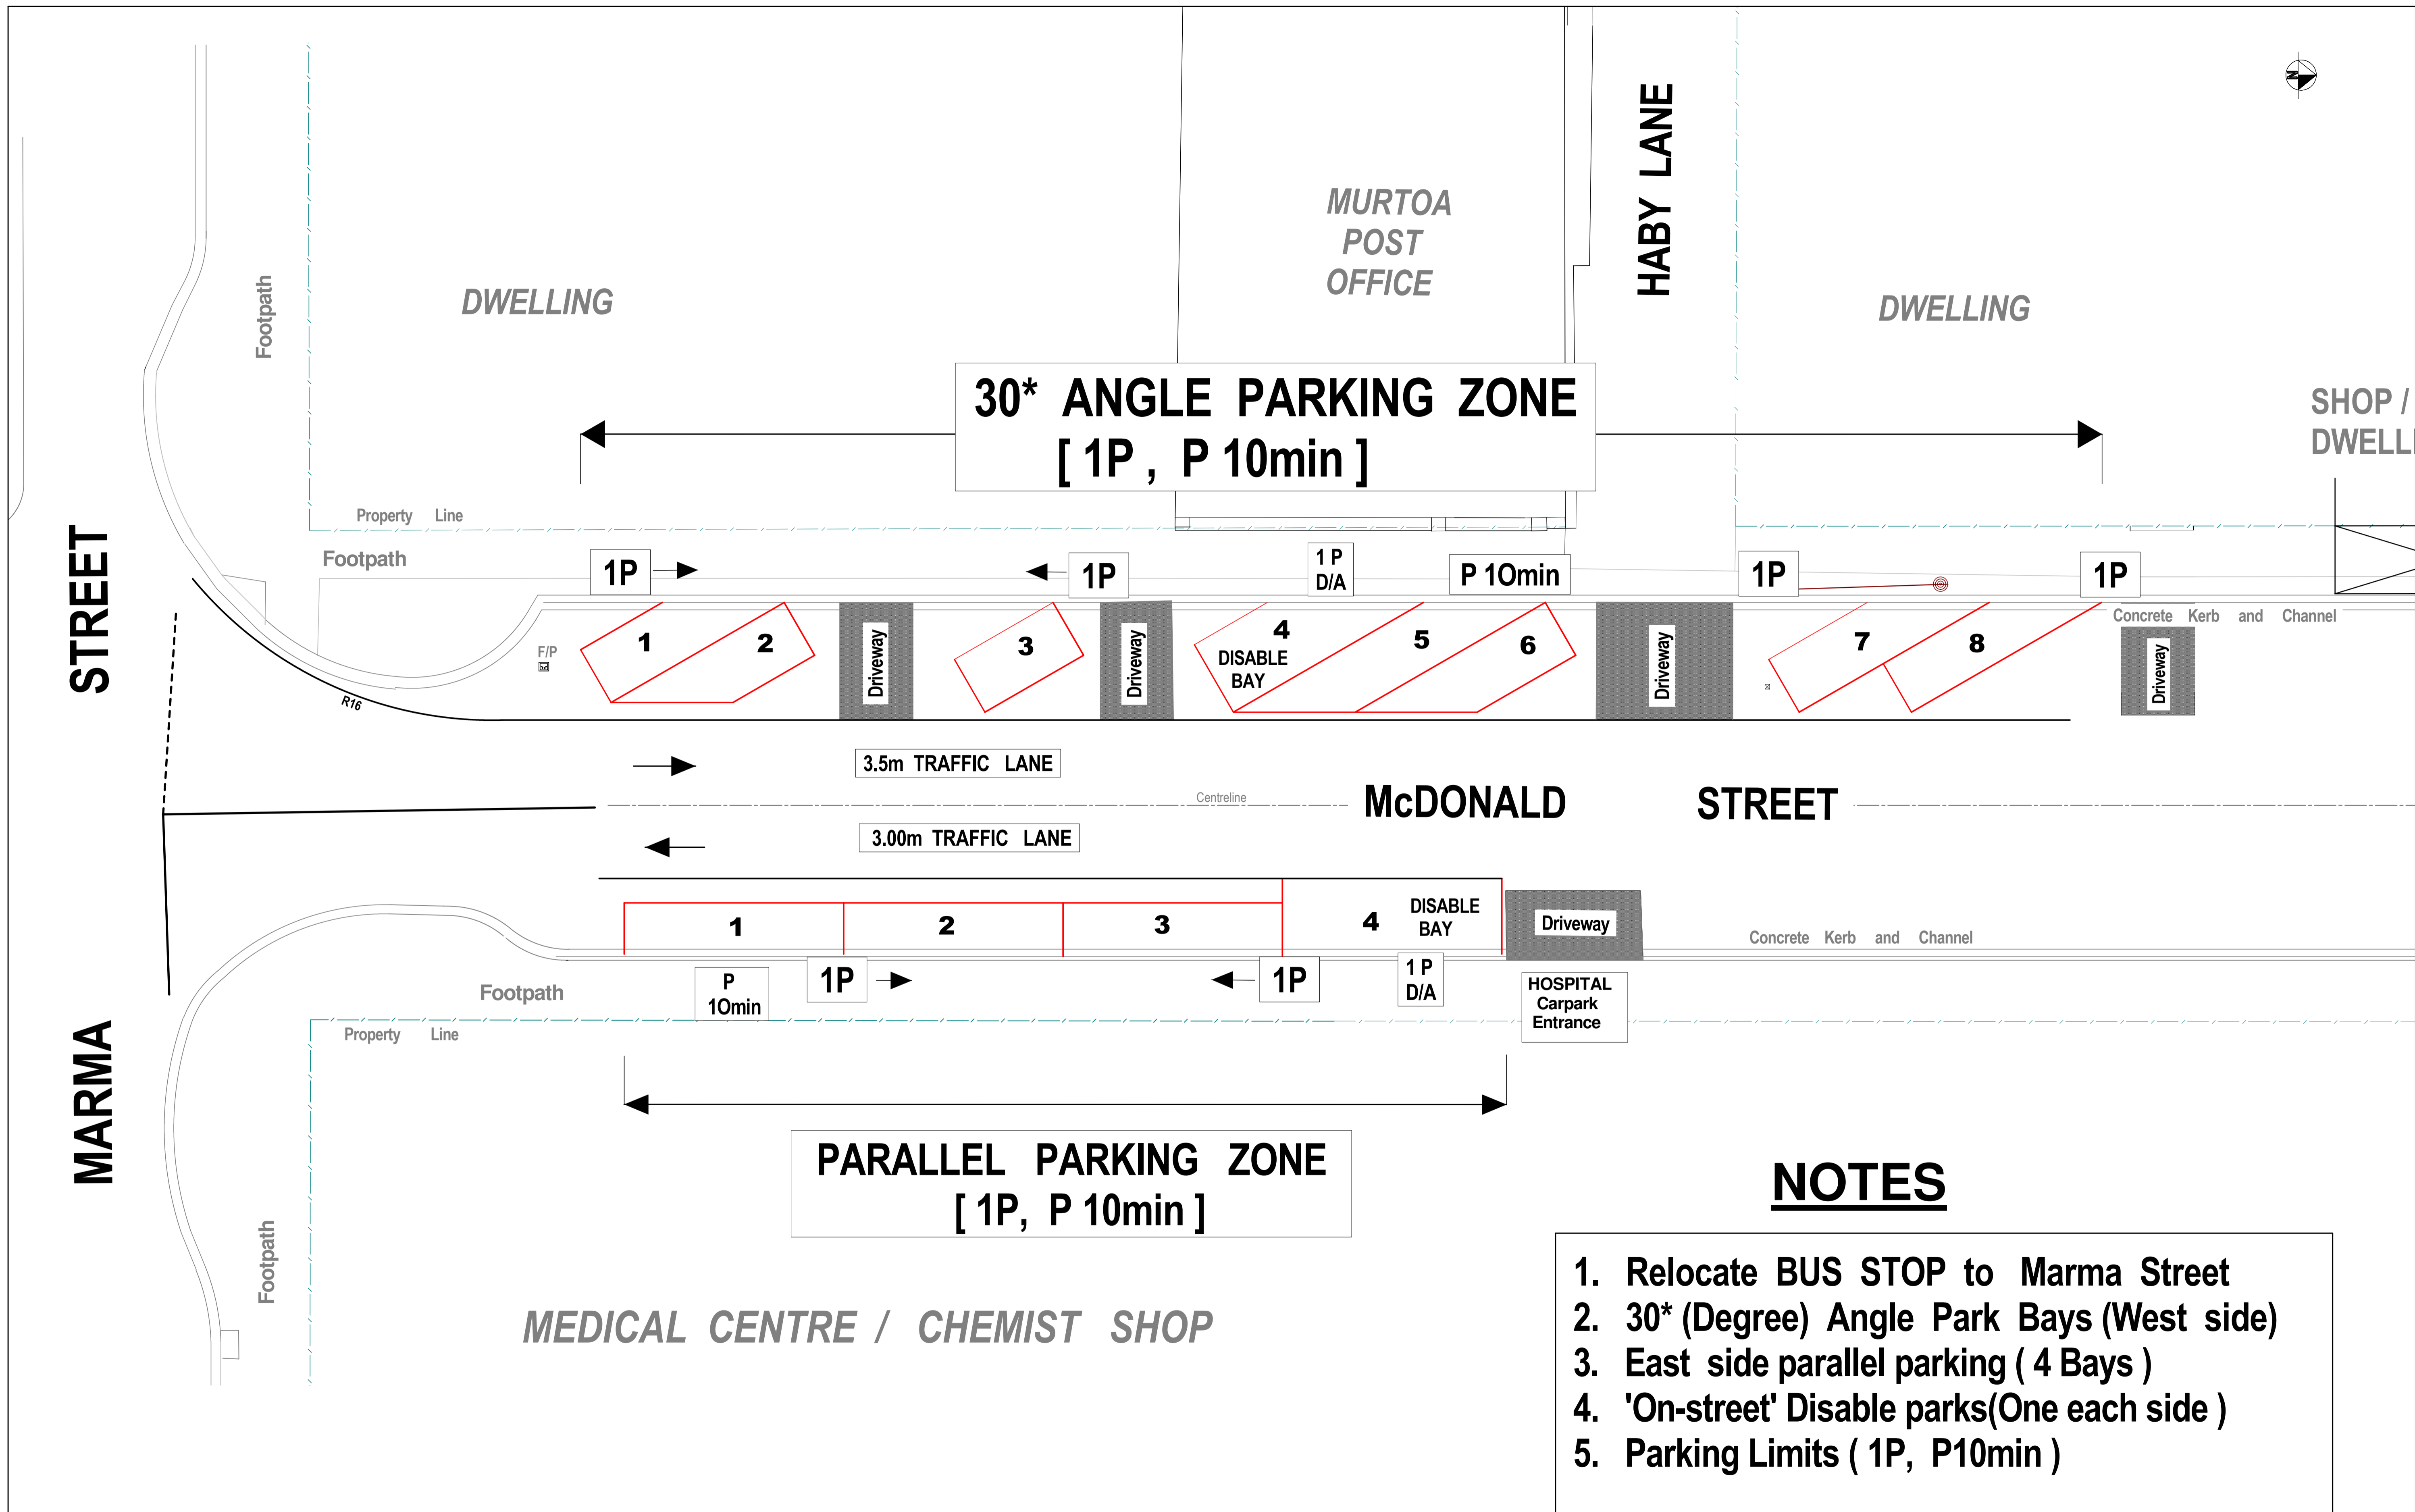 N
MURTOA
POST
OFFICE
HABY LANE
DWELLING
DWELLING
Footpath
30* ANGLE PARKING ZONE
[ 1P , P 10min ]
SHOP /
DWELLI
Property Line
STREET
Footpath
1P
1P
1 P
D/A
P 1Omin
1P
1P
Concrete Kerb and Channel
F/P
1
2
Driveway
3
Driveway
4
DISABLE
BAY
5
6
Driveway
7
8
Driveway
R16
3.5m TRAFFIC LANE
Centreline
McDONALD STREET
3.00m TRAFFIC LANE
1
2
3
4
DISABLE
BAY
Driveway
Concrete Kerb and Channel
Footpath
P
1Omin
1P
1P
1 P
D/A
HOSPITAL
Carpark
Entrance
Property Line
MARMA
PARALLEL PARKING ZONE
[ 1P, P 10min ]
Footpath
MEDICAL CENTRE / CHEMIST SHOP
NOTES
1. Relocate BUS STOP to Marma Street
2. 30* (Degree) Angle Park Bays (West side)
3. East side parallel parking ( 4 Bays )
4. 'On-street' Disable parks(One each side )
5. Parking Limits ( 1P, P10min )